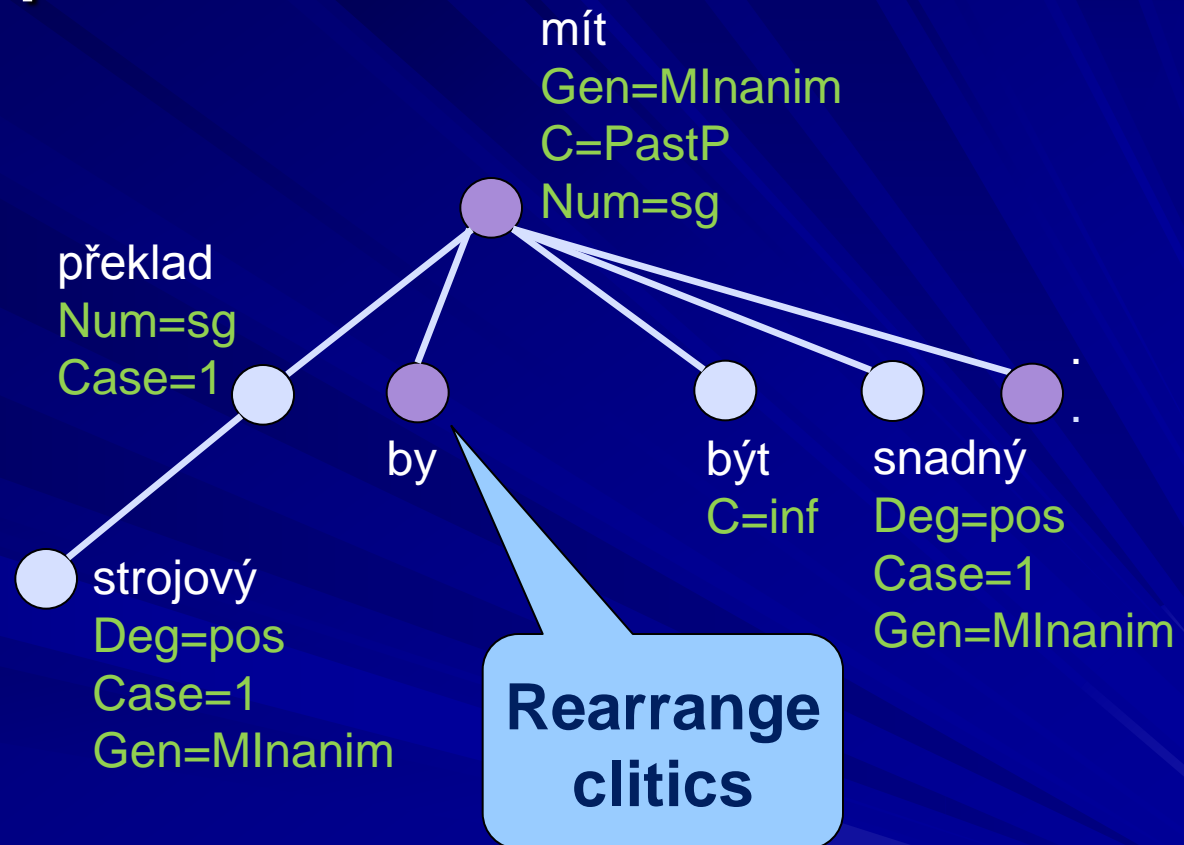 mít
Gen=MInanim
C=PastP
Num=sg
překlad
Num=sg
Case=1
by
být
C=inf
.
.
snadný
Deg=pos
Case=1
Gen=MInanim
strojový
Deg=pos
Case=1
Gen=MInanim
Rearrange
clitics